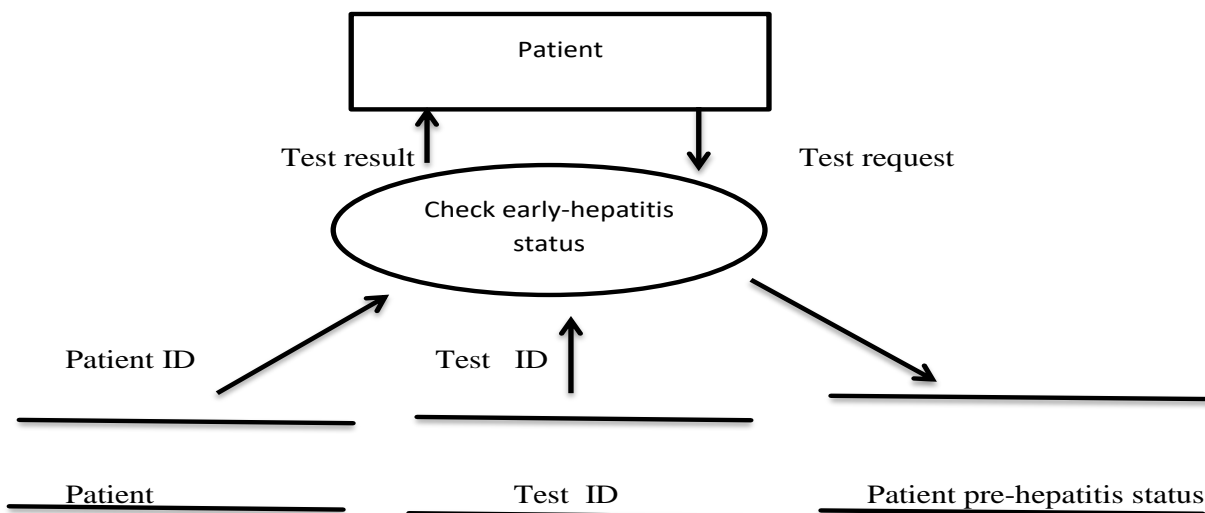 Patient
Test result
Test request
Check early-hepatitis
status
Patient ID
Test ID
Patient
Test ID
Patient pre-hepatitis status